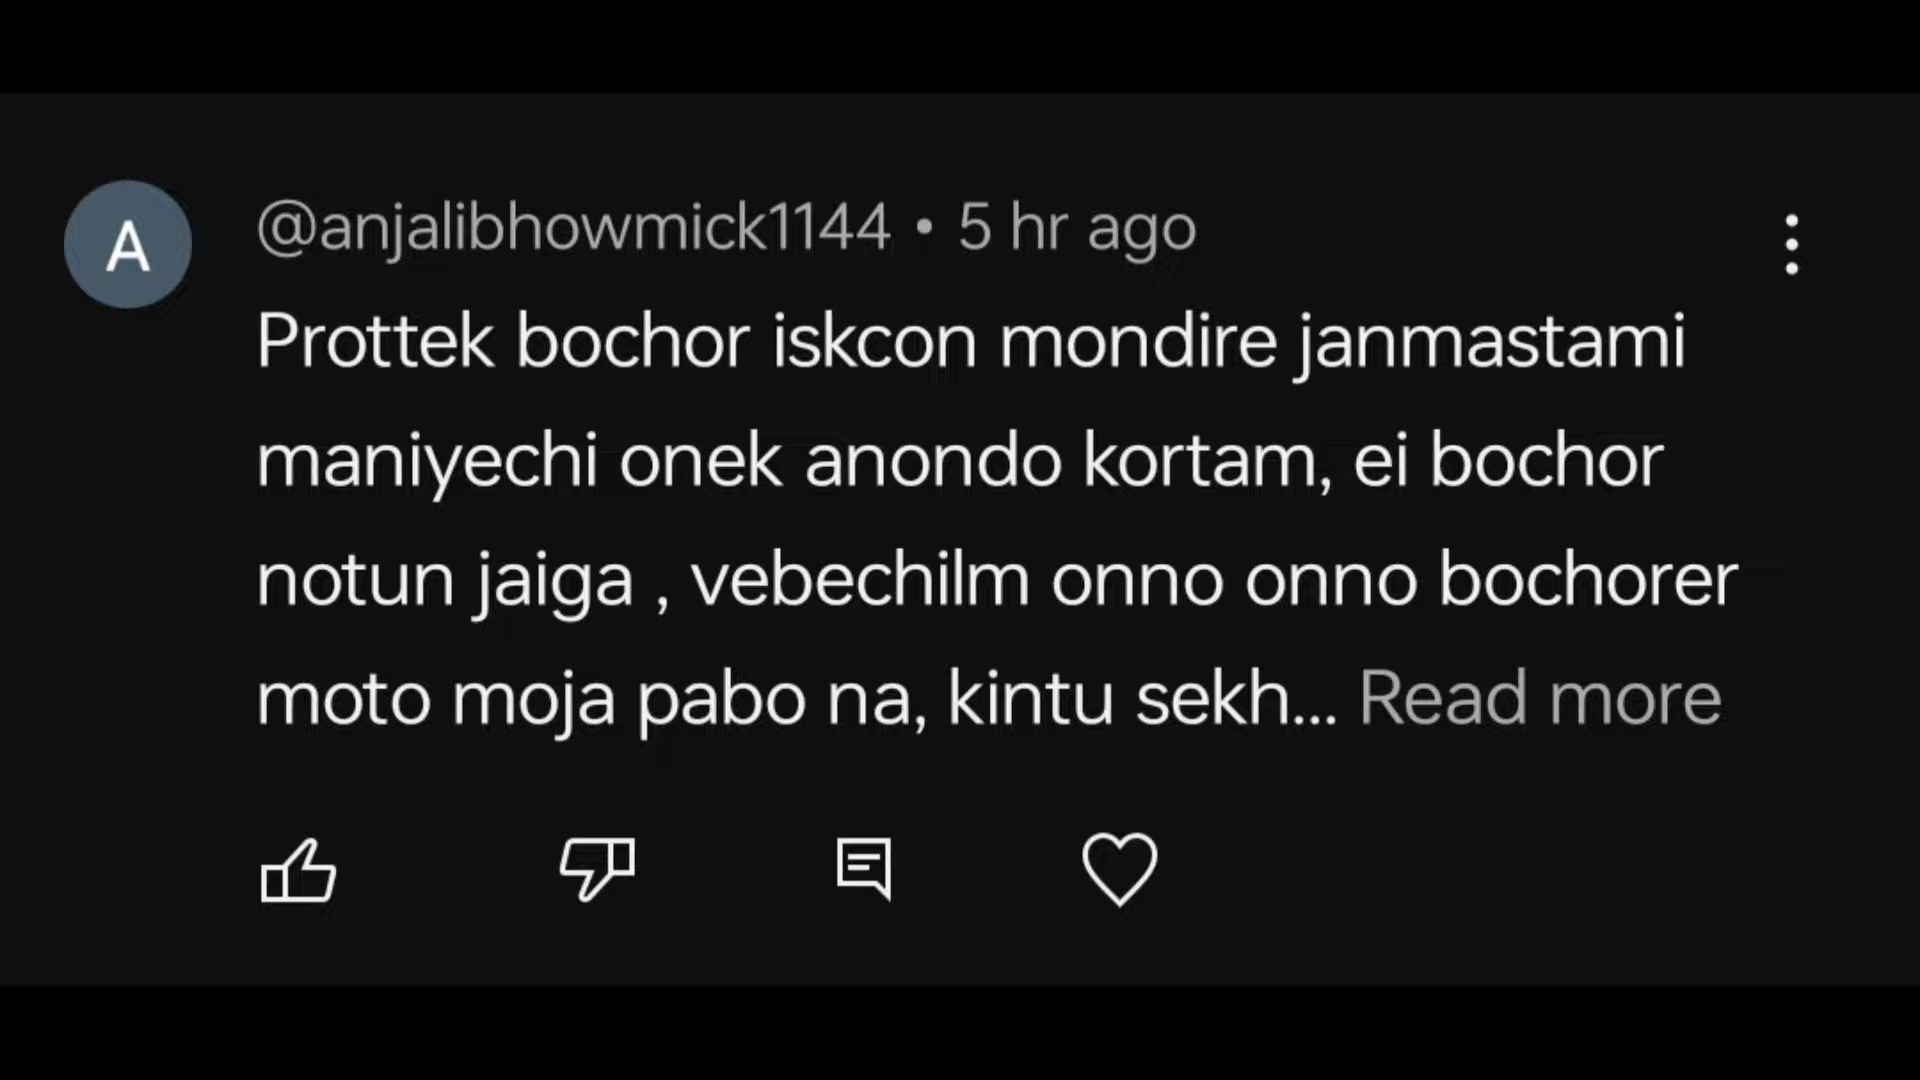 A
@anjalibhowmick1144 • 5 hr ago
Prottek bochor iskcon mondire janmastami
maniyechi onek anondo kortam, ei bochor
notun jaiga , vebechilm onno onno bochorer
moto moja pabo na, kintu sekh... Read more